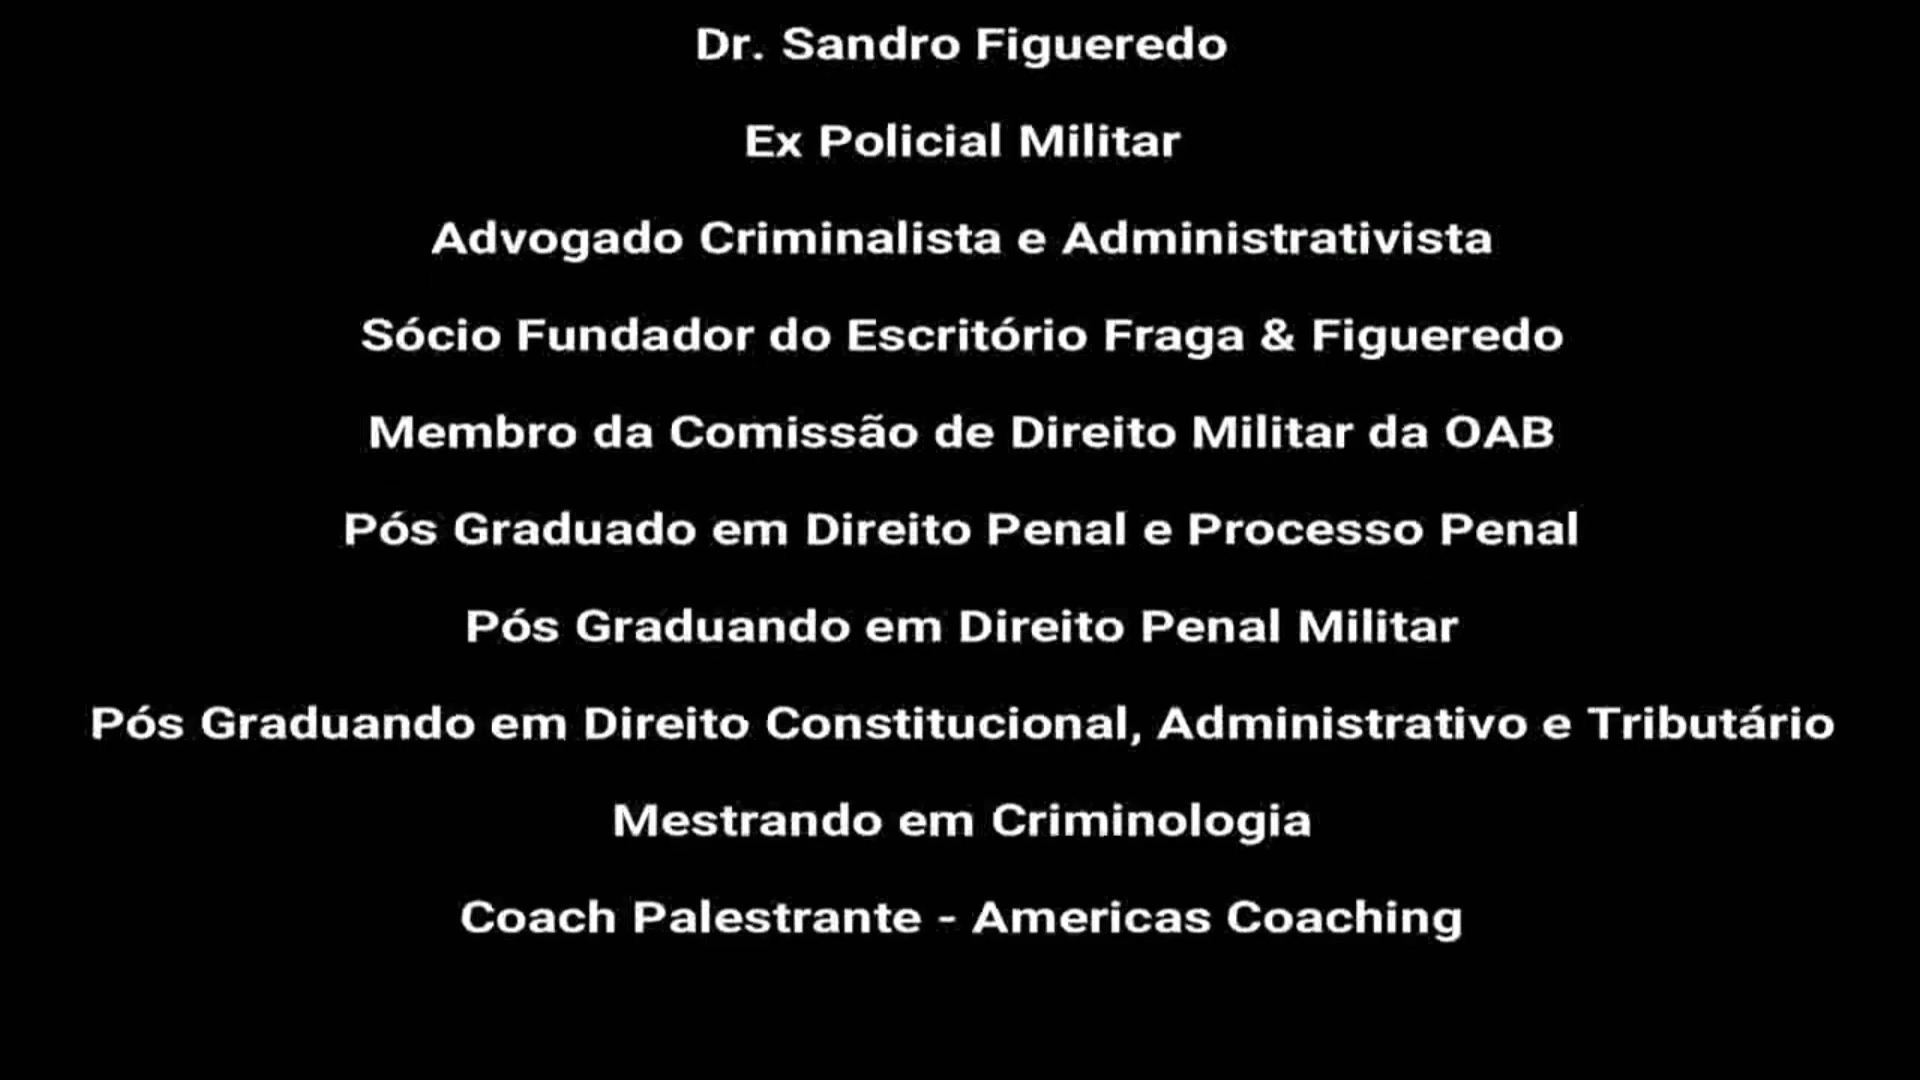 Dr. Sandro Figueredo
Ex Policial Militar
Advogado Criminalista e Administrativista
Sócio Fundador do Escritório Fraga & Figueredo
Membro da Comissão de Direito Militar da OAB
Pós Graduado em Direito Penal e Processo Penal
Pós Graduando em Direito Penal Militar
Pós Graduando em Direito Constitucional, Administrativo e Tributário
Mestrando em Criminologia
Coach Palestrante - Americas Coaching